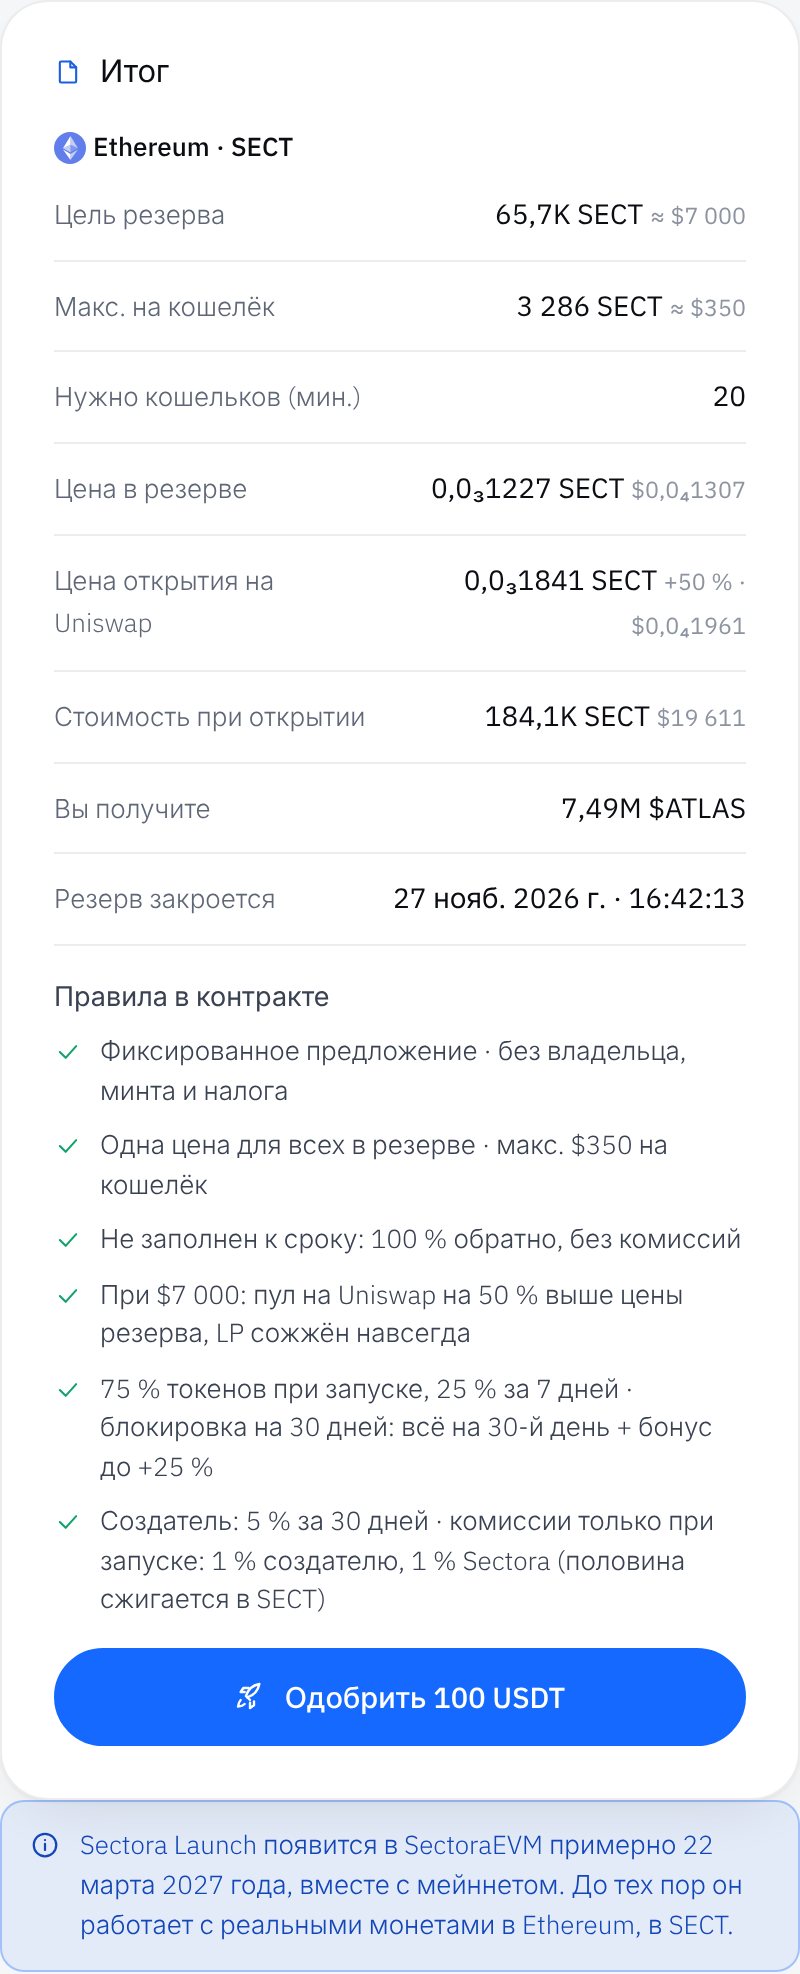 Итог
Ethereum · SECT
Цель резерва 65,7K SECT ≈ $7 000
Макс. на кошелёк 3 286 SECT ≈ $350
Нужно кошельков (мин.) 20
Цена в резерве 0,0₃1227 SECT $0,0₄1307
Цена открытия на 0,0₃1841 SECT +50 % ·
Uniswap $0,0₄1961
Стоимость при открытии 184,1K SECT $19 611
Вы получите 7,49M $ATLAS
Резерв закроется 27 нояб. 2026 г. · 16:42:13
Правила в контракте
Фиксированное предложение · без владельца,
минта и налога
Одна цена для всех в резерве · макс. $350 на
кошелёк
Не заполнен к сроку: 100 % обратно, без комиссий
При $7 000: пул на Uniswap на 50 % выше цены
резерва, LP сожжён навсегда
75 % токенов при запуске, 25 % за 7 дней ·
блокировка на 30 дней: всё на 30-й день + бонус
до +25 %
Создатель: 5 % за 30 дней · комиссии только при
запуске: 1 % создателю, 1 % Sectora (половина
сжигается в SECT)
Одобрить 100 USDT
Sectora Launch появится в SectoraEVM примерно 22
марта 2027 года, вместе с мейннетом. До тех пор он
работает с реальными монетами в Ethereum, в SECT.